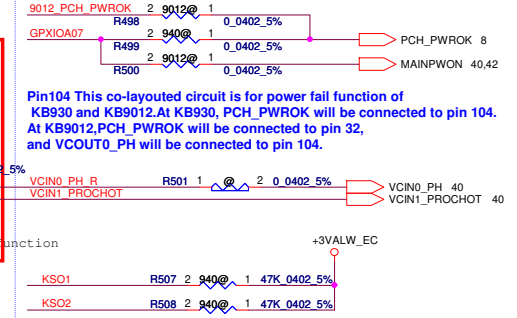 9012_PCH_PWROK 2 9012@ 1
R498 0_0402_5%
GPXIOA07 2 940@ 1
R499 0_0402_5% PCH_PWROK 8
2 9012@ 1 MAINPWON 40,42
R500 0_0402_5%
Pin104 This co-layouted circuit is for power fail function of
KB930 and KB9012.At KB930, PCH_PWROK will be connected to pin 104.
At KB9012,PCH_PWROK will be connected to pin 32,
and VCOUT0_PH will be connected to pin 104.
_5%
VCIN0_PH_R R501 1 @ 2 0_0402_5% VCIN0_PH 40
VCIN1_PROCHOT VCIN1_PROCHOT 40
unction
+3VALW_EC
KSO1 R507 2 940@ 1 47K_0402_5%
KSO2 R508 2 940@ 1 47K_0402_5%